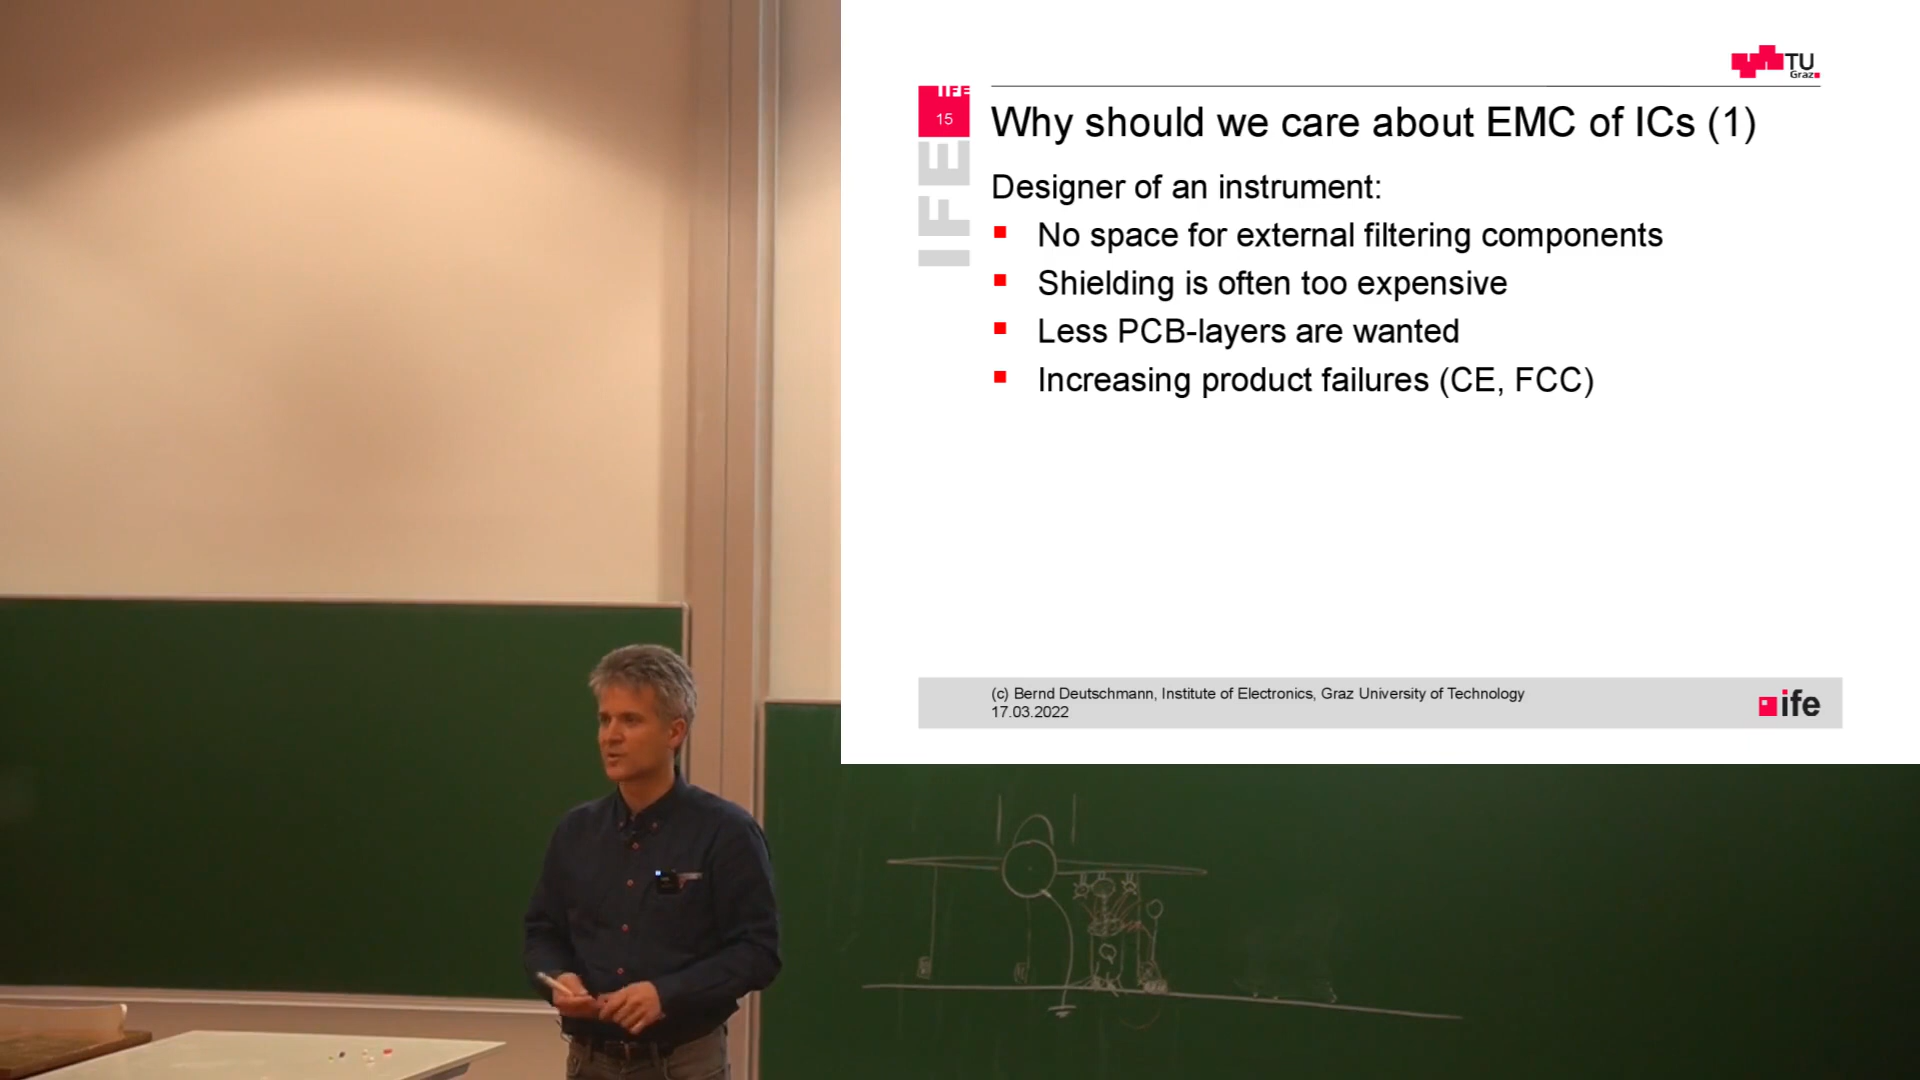 TU
Graz
IFE
15
Why should we care about EMC of ICs (1)
IFE
Designer of an instrument:
No space for external filtering components
Shielding is often too expensive
Less PCB-layers are wanted
Increasing product failures (CE, FCC)
(c) Bernd Deutschmann, Institute of Electronics, Graz University of Technology
17.03.2022
ife